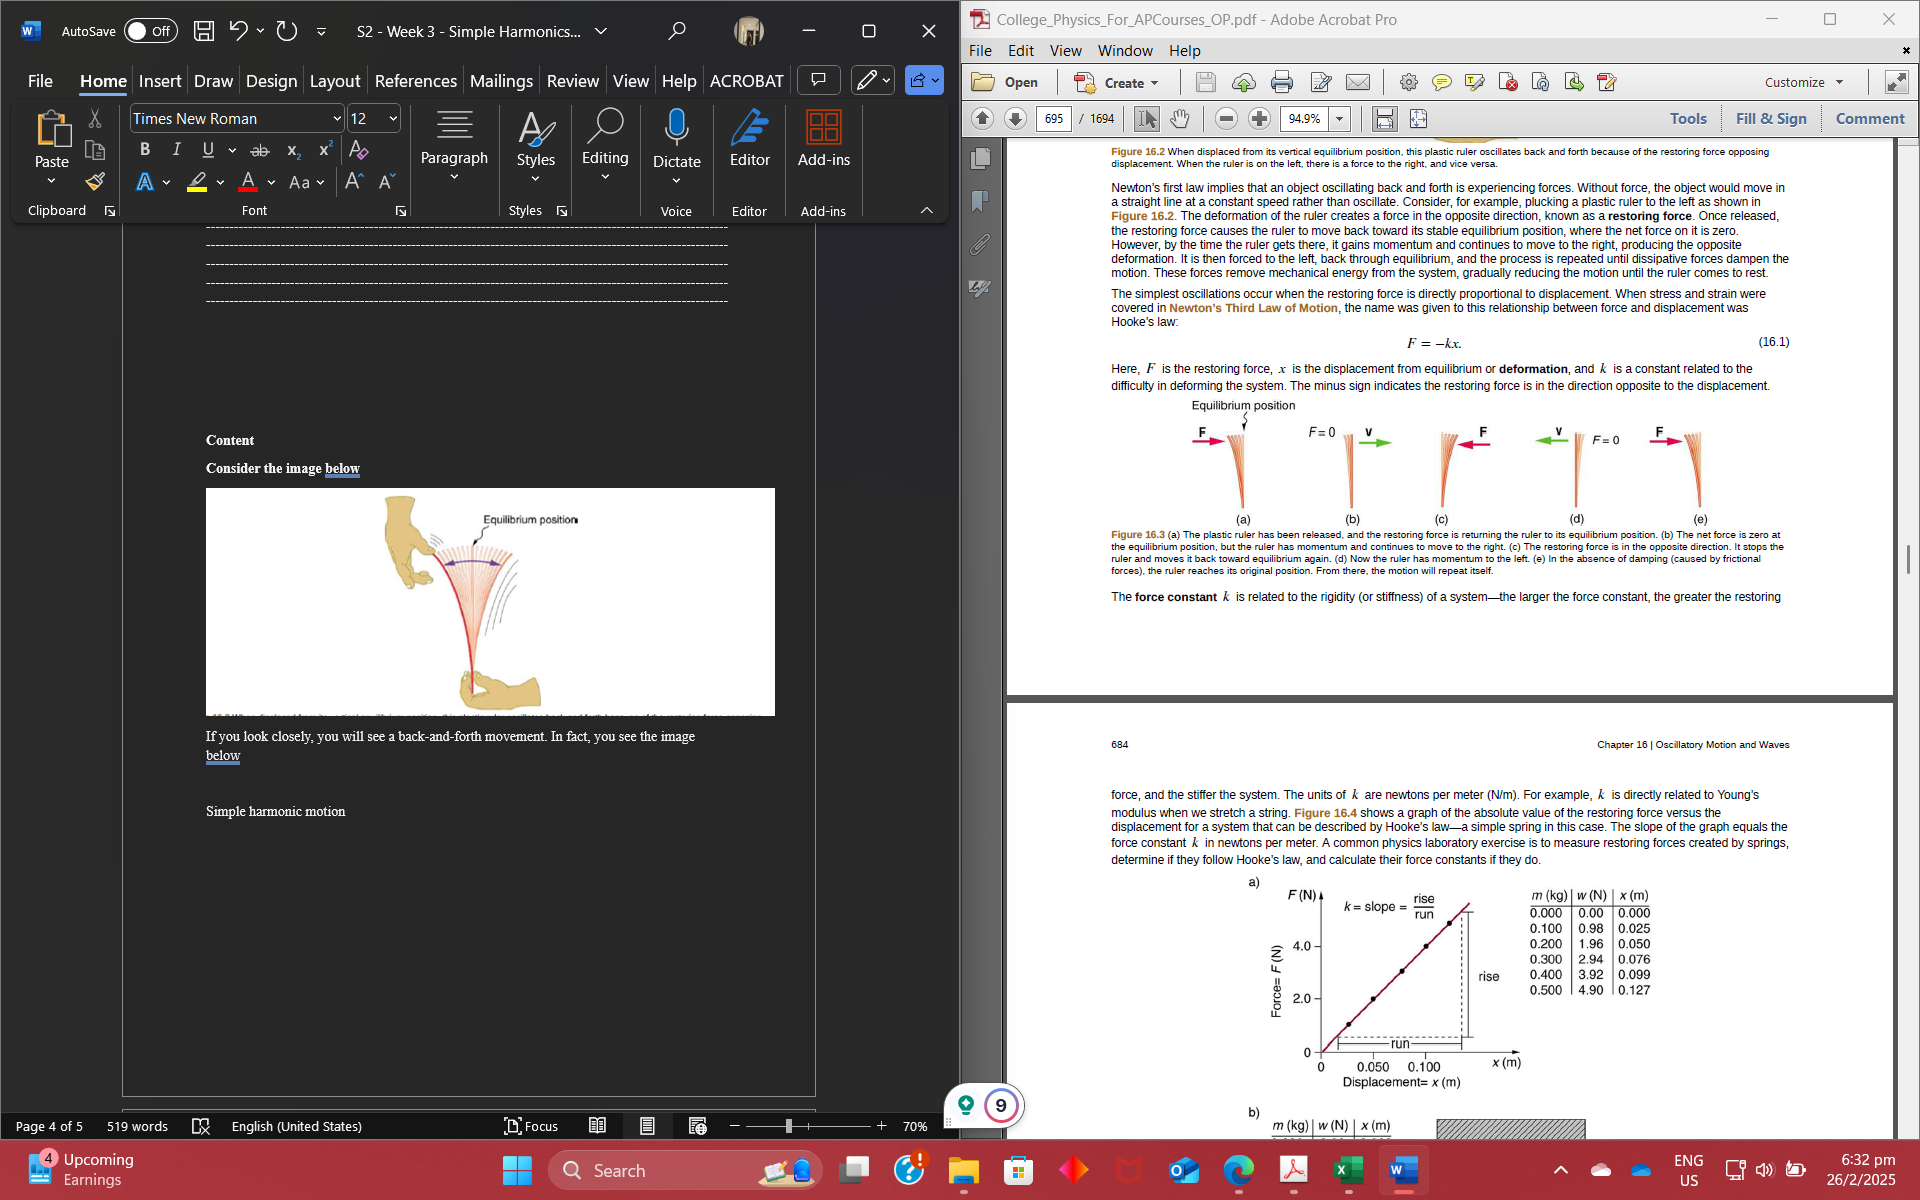 AutoSave Off S2 - Week 3 - Simple Harmonics...
File Home Insert Draw Design Layout References Mailings Review View Help ACROBAT
Times New Roman 12
Paste Paragraph Styles Editing Dictate Editor Add-ins
Clipboard Font Styles Voice Editor Add-ins
Content
Consider the image below
Equilibrium position
If you look closely, you will see a back-and-forth movement. In fact, you see the image
below
Simple harmonic motion
Page 4 of 5 519 words English (United States) Focus 70%
College_Physics_For_APCourses_OP.pdf - Adobe Acrobat Pro
File Edit View Window Help
Open Create Customize
695 / 1694 94.9% Tools Fill & Sign Comment
Figure 16.2 When displaced from its vertical equilibrium position, this plastic ruler oscillates back and forth because of the restoring force opposing
displacement. When the ruler is on the left, there is a force to the right, and vice versa.
Newton's first law implies that an object oscillating back and forth is experiencing forces. Without force, the object would move in
a straight line at a constant speed rather than oscillate. Consider, for example, plucking a plastic ruler to the left as shown in
Figure 16.2. The deformation of the ruler creates a force in the opposite direction, known as a restoring force. Once released,
the restoring force causes the ruler to move back toward its stable equilibrium position, where the net force on it is zero.
However, by the time the ruler gets there, it gains momentum and continues to move to the right, producing the opposite
deformation. It is then forced to the left, back through equilibrium, and the process is repeated until dissipative forces dampen the
motion. These forces remove mechanical energy from the system, gradually reducing the motion until the ruler comes to rest.
The simplest oscillations occur when the restoring force is directly proportional to displacement. When stress and strain were
covered in Newton's Third Law of Motion, the name was given to this relationship between force and displacement was
Hooke's law:
F = −kx. (16.1)
Here, F is the restoring force, x is the displacement from equilibrium or deformation, and k is a constant related to the
difficulty in deforming the system. The minus sign indicates the restoring force is in the direction opposite to the displacement.
Equilibrium position
F F = 0 v F v F = 0 F
(a) (b) (c) (d) (e)
Figure 16.3 (a) The plastic ruler has been released, and the restoring force is returning the ruler to its equilibrium position. (b) The net force is zero at
the equilibrium position, but the ruler has momentum and continues to move to the right. (c) The restoring force is in the opposite direction. It stops the
ruler and moves it back toward equilibrium again. (d) Now the ruler has momentum to the left. (e) In the absence of damping (caused by frictional
forces), the ruler reaches its original position. From there, the motion will repeat itself.
The force constant k is related to the rigidity (or stiffness) of a system—the larger the force constant, the greater the restoring
684 Chapter 16 | Oscillatory Motion and Waves
force, and the stiffer the system. The units of k are newtons per meter (N/m). For example, k is directly related to Young's
modulus when we stretch a string. Figure 16.4 shows a graph of the absolute value of the restoring force versus the
displacement for a system that can be described by Hooke's law—a simple spring in this case. The slope of the graph equals the
force constant k in newtons per meter. A common physics laboratory exercise is to measure restoring forces created by springs,
determine if they follow Hooke's law, and calculate their force constants if they do.
a)
F (N)
k = slope = rise
run
4.0
2.0
0
Force= F (N)
rise
run
0 0.050 0.100 x (m)
Displacement= x (m)
m (kg) w (N) x (m)
0.000 0.00 0.000
0.100 0.98 0.025
0.200 1.96 0.050
0.300 2.94 0.076
0.400 3.92 0.099
0.500 4.90 0.127
b)
m (kg) w (N) x (m)
9
4 Upcoming
Earnings
Search
ENG
US
6:32 pm
26/2/2025